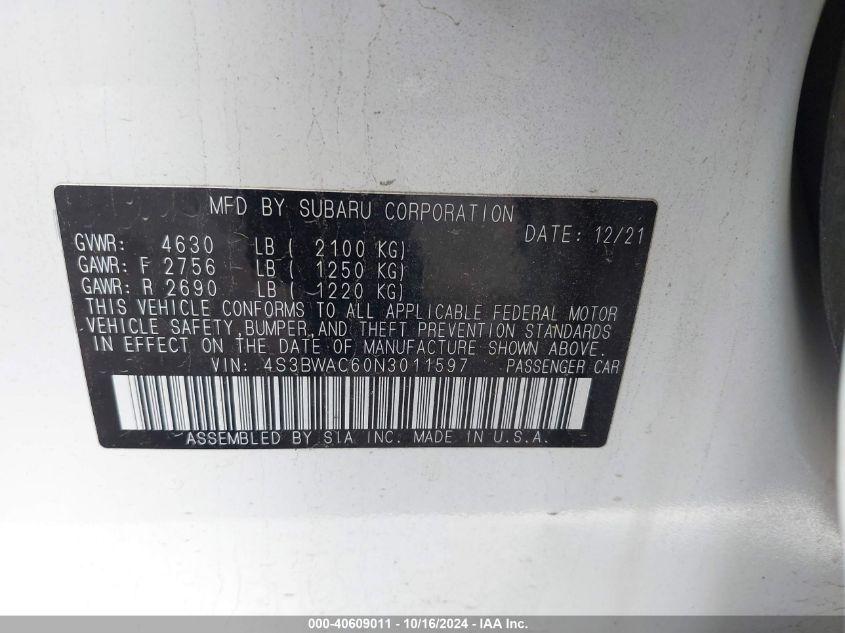 MFD BY SUBARU CORPORATION
DATE: 12/21
GVWR: 4630 LB ( 2100 KG)
GAWR: F 2756 LB ( 1250 KG)
GAWR: R 2690 LB ( 1220 KG)
THIS VEHICLE CONFORMS TO ALL APPLICABLE FEDERAL MOTOR
VEHICLE SAFETY, BUMPER, AND THEFT PREVENTION STANDARDS
IN EFFECT ON THE DATE OF MANUFACTURE SHOWN ABOVE.
VIN: 4S3BWAC60N3011597 PASSENGER CAR
ASSEMBLED BY SIA INC. MADE IN U.S.A.
000-40609011 - 10/16/2024 - IAA Inc.